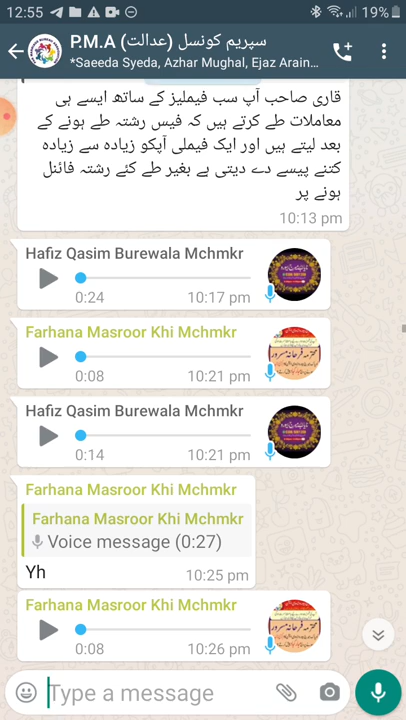 12:55
19%
P.M.A سپریم کونسل (عدالت)
*Saeeda Syeda, Azhar Mughal, Ejaz Arain...
قاری صاحب آپ سب فیملیز کے ساتھ ایسے ہی
معاملات طے کرتے ہیں کہ فیس رشتہ طے ہونے کے
بعد لیتے ہیں اور ایک فیملی آپکو زیادہ سے زیادہ
کتنے پیسے دے دیتی ہے بغیر طے کئے رشتہ فائنل
ہونے پر
10:13 pm
Hafiz Qasim Burewala Mchmkr
0:24 10:17 pm
Farhana Masroor Khi Mchmkr
0:08 10:21 pm
Hafiz Qasim Burewala Mchmkr
0:14 10:21 pm
Farhana Masroor Khi Mchmkr
Farhana Masroor Khi Mchmkr
Voice message (0:27)
Yh
10:25 pm
Farhana Masroor Khi Mchmkr
0:08 10:26 pm
Type a message